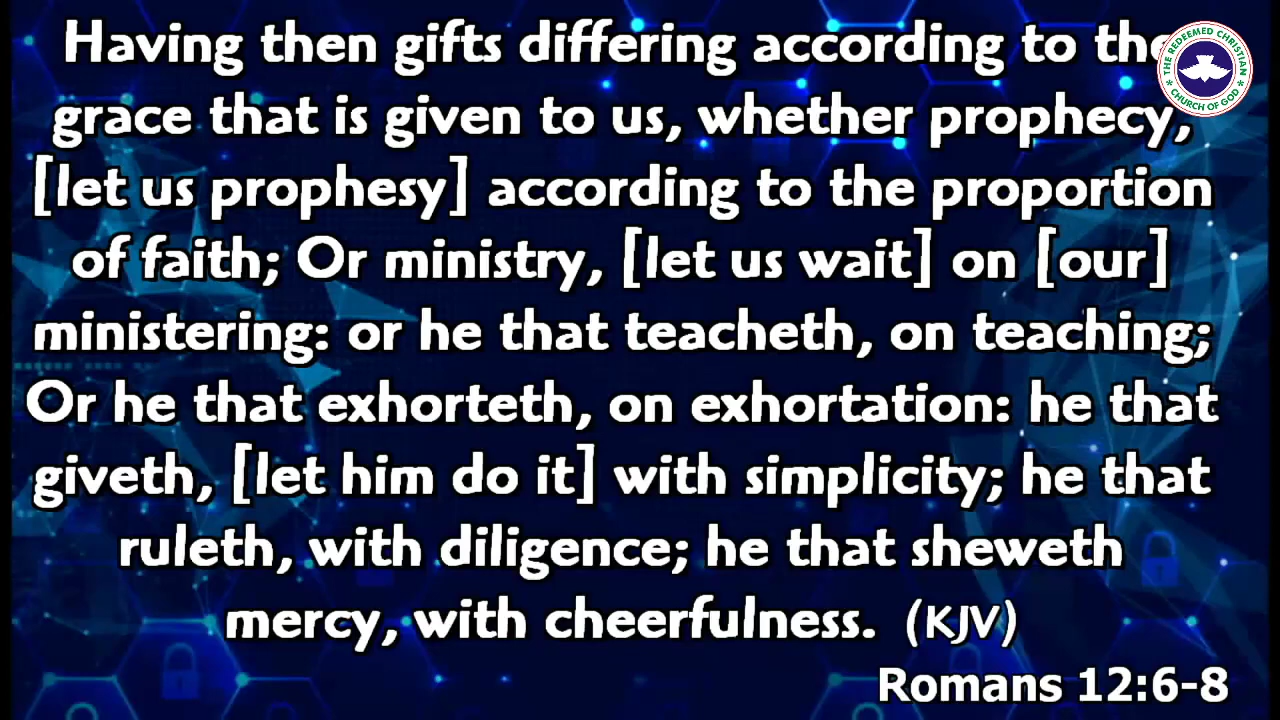 Having then gifts differing according to the
grace that is given to us, whether prophecy,
[let us prophesy] according to the proportion
of faith; Or ministry, [let us wait] on [our]
ministering: or he that teacheth, on teaching;
Or he that exhorteth, on exhortation: he that
giveth, [let him do it] with simplicity; he that
ruleth, with diligence; he that sheweth
mercy, with cheerfulness. (KJV)
Romans 12:6-8
THE REDEEMED CHRISTIAN
* CHURCH OF GOD *